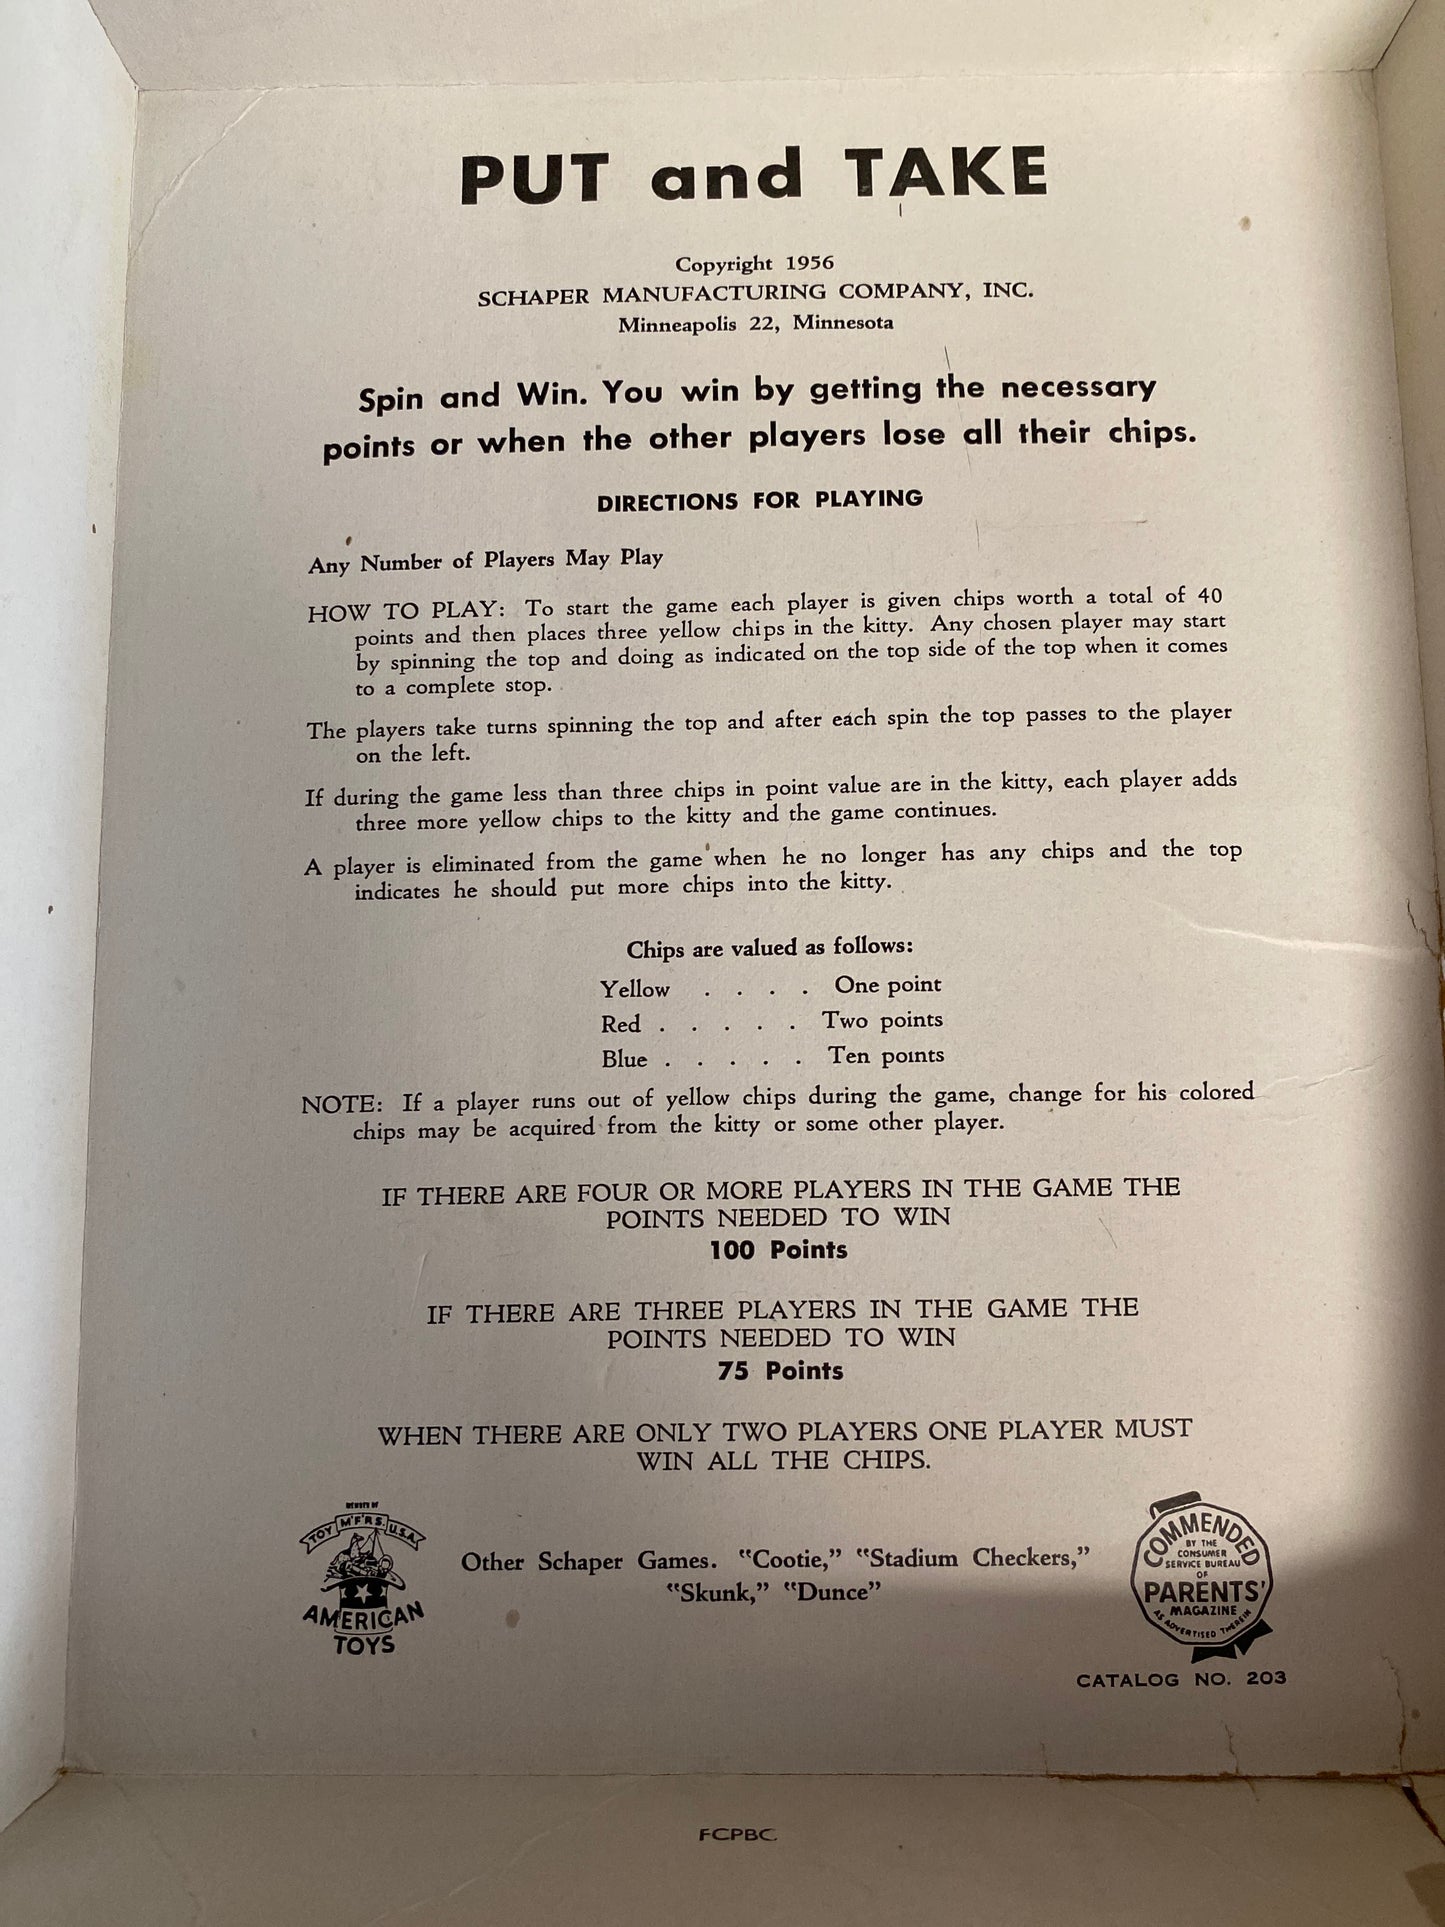 PUT and TAKE
Copyright 1956
SCHAPER MANUFACTURING COMPANY, INC.
Minneapolis 22, Minnesota
Spin and Win. You win by getting the necessary
points or when the other players lose all their chips.
DIRECTIONS FOR PLAYING
Any Number of Players May Play
HOW TO PLAY: To start the game each player is given chips worth a total of 40
points and then places three yellow chips in the kitty. Any chosen player may start
by spinning the top and doing as indicated on the top side of the top when it comes
to a complete stop.
The players take turns spinning the top and after each spin the top passes to the player
on the left.
If during the game less than three chips in point value are in the kitty, each player adds
three more yellow chips to the kitty and the game continues.
A player is eliminated from the game when he no longer has any chips and the top
indicates he should put more chips into the kitty.
Chips are valued as follows:
Yellow . . . . One point
Red . . . . . Two points
Blue . . . . . Ten points
NOTE: If a player runs out of yellow chips during the game, change for his colored
chips may be acquired from the kitty or some other player.
IF THERE ARE FOUR OR MORE PLAYERS IN THE GAME THE
POINTS NEEDED TO WIN
100 Points
IF THERE ARE THREE PLAYERS IN THE GAME THE
POINTS NEEDED TO WIN
75 Points
WHEN THERE ARE ONLY TWO PLAYERS ONE PLAYER MUST
WIN ALL THE CHIPS.
MEMBER OF
TOY M'F'RS. U.S.A.
AMERICAN
TOYS
Other Schaper Games. "Cootie," "Stadium Checkers,"
"Skunk," "Dunce"
COMMENDED
BY THE
CONSUMER
SERVICE BUREAU
OF
PARENTS'
MAGAZINE
AS ADVERTISED THEREIN
CATALOG NO. 203
FCPBC